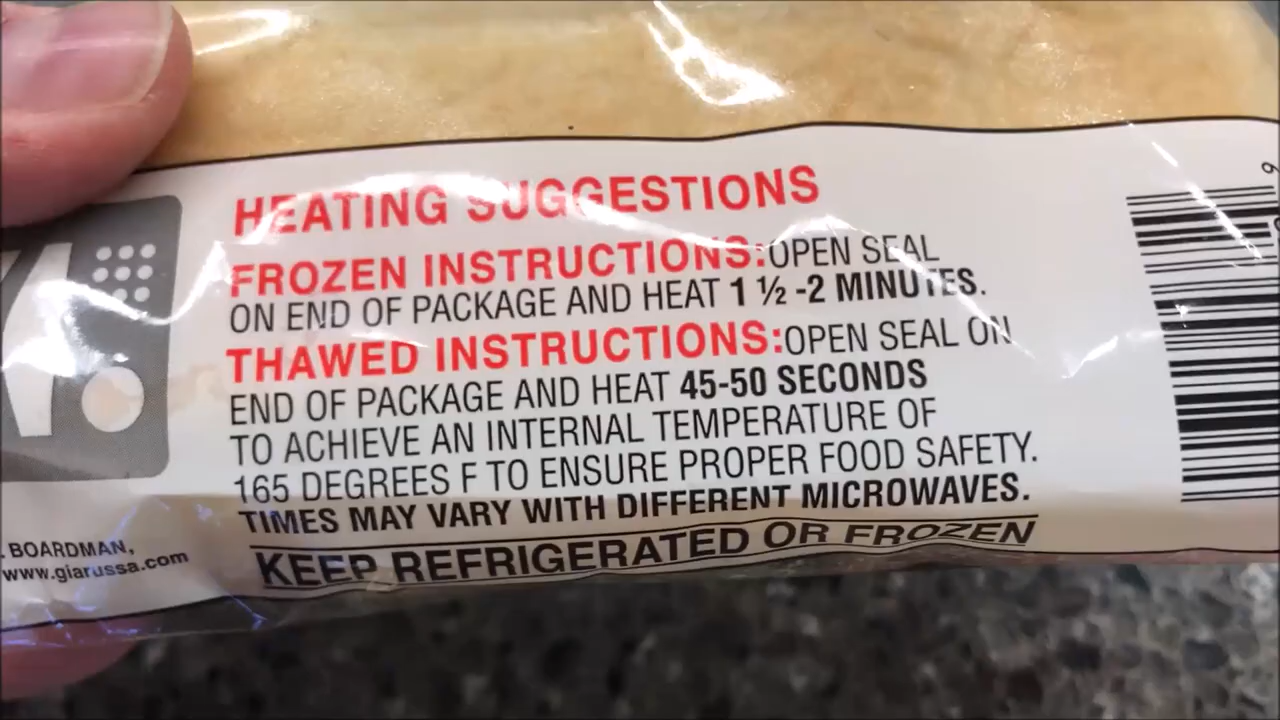 HEATING SUGGESTIONS
FROZEN INSTRUCTIONS:OPEN SEAL
ON END OF PACKAGE AND HEAT 1 ½ -2 MINUTES.
THAWED INSTRUCTIONS:OPEN SEAL ON
END OF PACKAGE AND HEAT 45-50 SECONDS
TO ACHIEVE AN INTERNAL TEMPERATURE OF
165 DEGREES F TO ENSURE PROPER FOOD SAFETY.
TIMES MAY VARY WITH DIFFERENT MICROWAVES.
KEEP REFRIGERATED OR FROZEN
. BOARDMAN,
www.giarussa.com
6